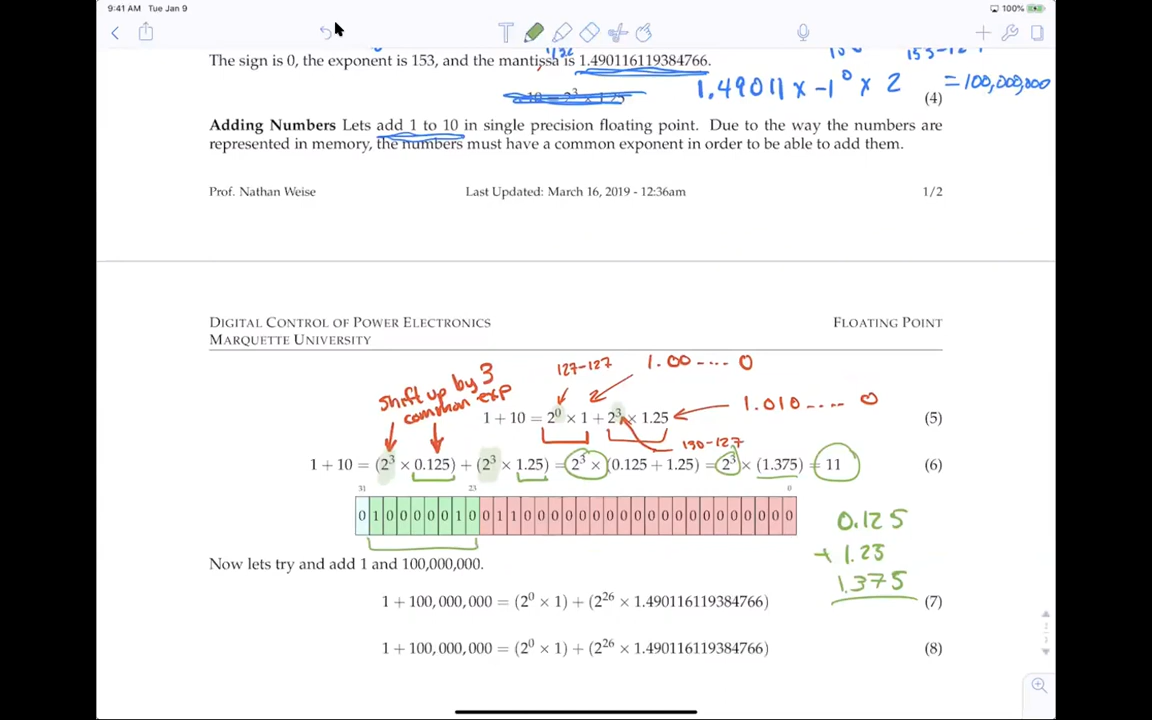 9:41 AM Tue Jan 9
100%
The sign is 0, the exponent is 153, and the mantissa is 1.490116119384766.
1.49011 x -1⁰ x 2 = 100,000,000
(4)
Adding Numbers Lets add 1 to 10 in single precision floating point. Due to the way the numbers are
represented in memory, the numbers must have a common exponent in order to be able to add them.
Prof. Nathan Weise Last Updated: March 16, 2019 - 12:36am 1/2
DIGITAL CONTROL OF POWER ELECTRONICS FLOATING POINT
MARQUETTE UNIVERSITY
127-127 1.00 .... 0
Shift up by 3
common exp
1.010 .... 0
1 + 10 = 2⁰ × 1 + 2³ × 1.25 (5)
130-127
1 + 10 = (2³ × 0.125) + (2³ × 1.25) = 2³ × (0.125 + 1.25) = 2³ × (1.375) = 11 (6)
31 23 0
0 1 0 0 0 0 0 1 0 0 1 1 0 0 0 0 0 0 0 0 0 0 0 0 0 0 0 0 0 0 0 0
0.125
+ 1.25
1.375
Now lets try and add 1 and 100,000,000.
1 + 100,000,000 = (2⁰ × 1) + (2²⁶ × 1.490116119384766) (7)
1 + 100,000,000 = (2⁰ × 1) + (2²⁶ × 1.490116119384766) (8)